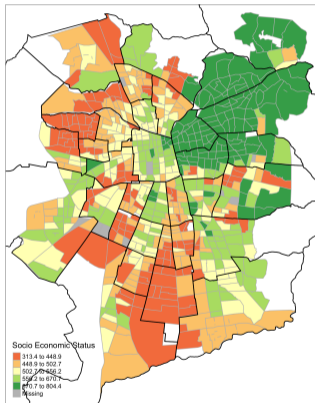 Socio Economic Status
313.4 to 448.9
448.9 to 502.7
502.7 to 556.2
556.2 to 670.7
670.7 to 804.4
Missing